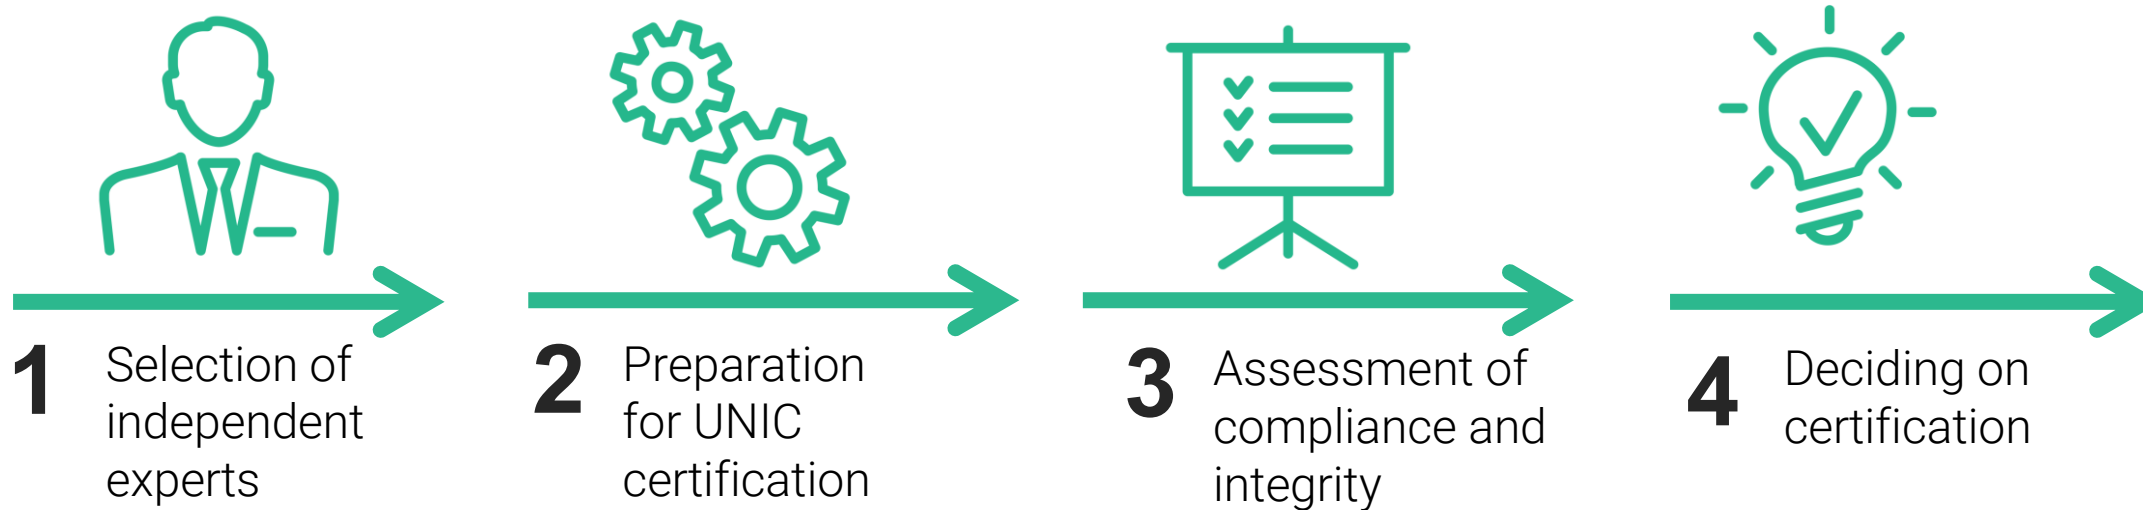 1
Selection of
independent
experts
2
Preparation
for UNIC
certification
3
Assessment of
compliance and
integrity
4
Deciding on
certification